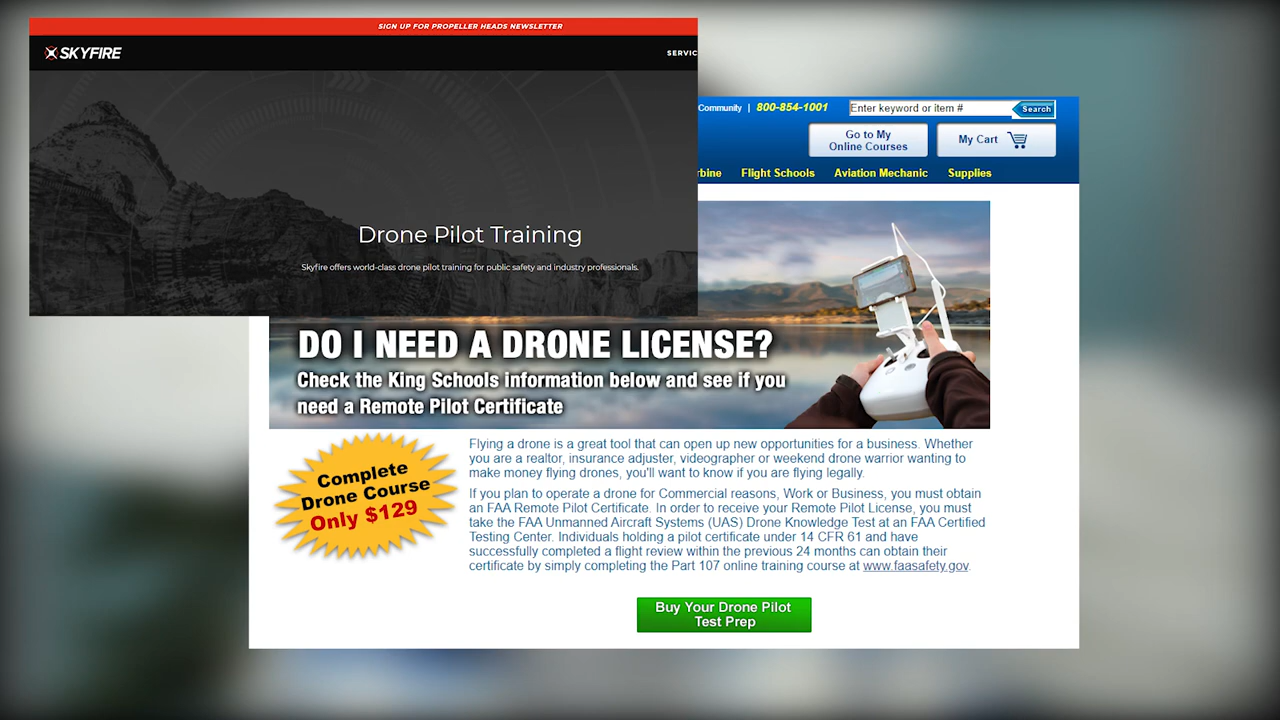 SIGN UP FOR PROPELLER HEADS NEWSLETTER
SKYFIRE
SERVIC
Drone Pilot Training
Skyfire offers world-class drone pilot training for public safety and industry professionals.
Community | 800-854-1001
Enter keyword or item #
Search
Go to My
Online Courses
My Cart
rbine
Flight Schools
Aviation Mechanic
Supplies
DO I NEED A DRONE LICENSE?
Check the King Schools information below and see if you
need a Remote Pilot Certificate
Complete
Drone Course
Only $129
Flying a drone is a great tool that can open up new opportunities for a business. Whether
you are a realtor, insurance adjuster, videographer or weekend drone warrior wanting to
make money flying drones, you'll want to know if you are flying legally.
If you plan to operate a drone for Commercial reasons, Work or Business, you must obtain
an FAA Remote Pilot Certificate. In order to receive your Remote Pilot License, you must
take the FAA Unmanned Aircraft Systems (UAS) Drone Knowledge Test at an FAA Certified
Testing Center. Individuals holding a pilot certificate under 14 CFR 61 and have
successfully completed a flight review within the previous 24 months can obtain their
certificate by simply completing the Part 107 online training course at www.faasafety.gov.
Buy Your Drone Pilot
Test Prep